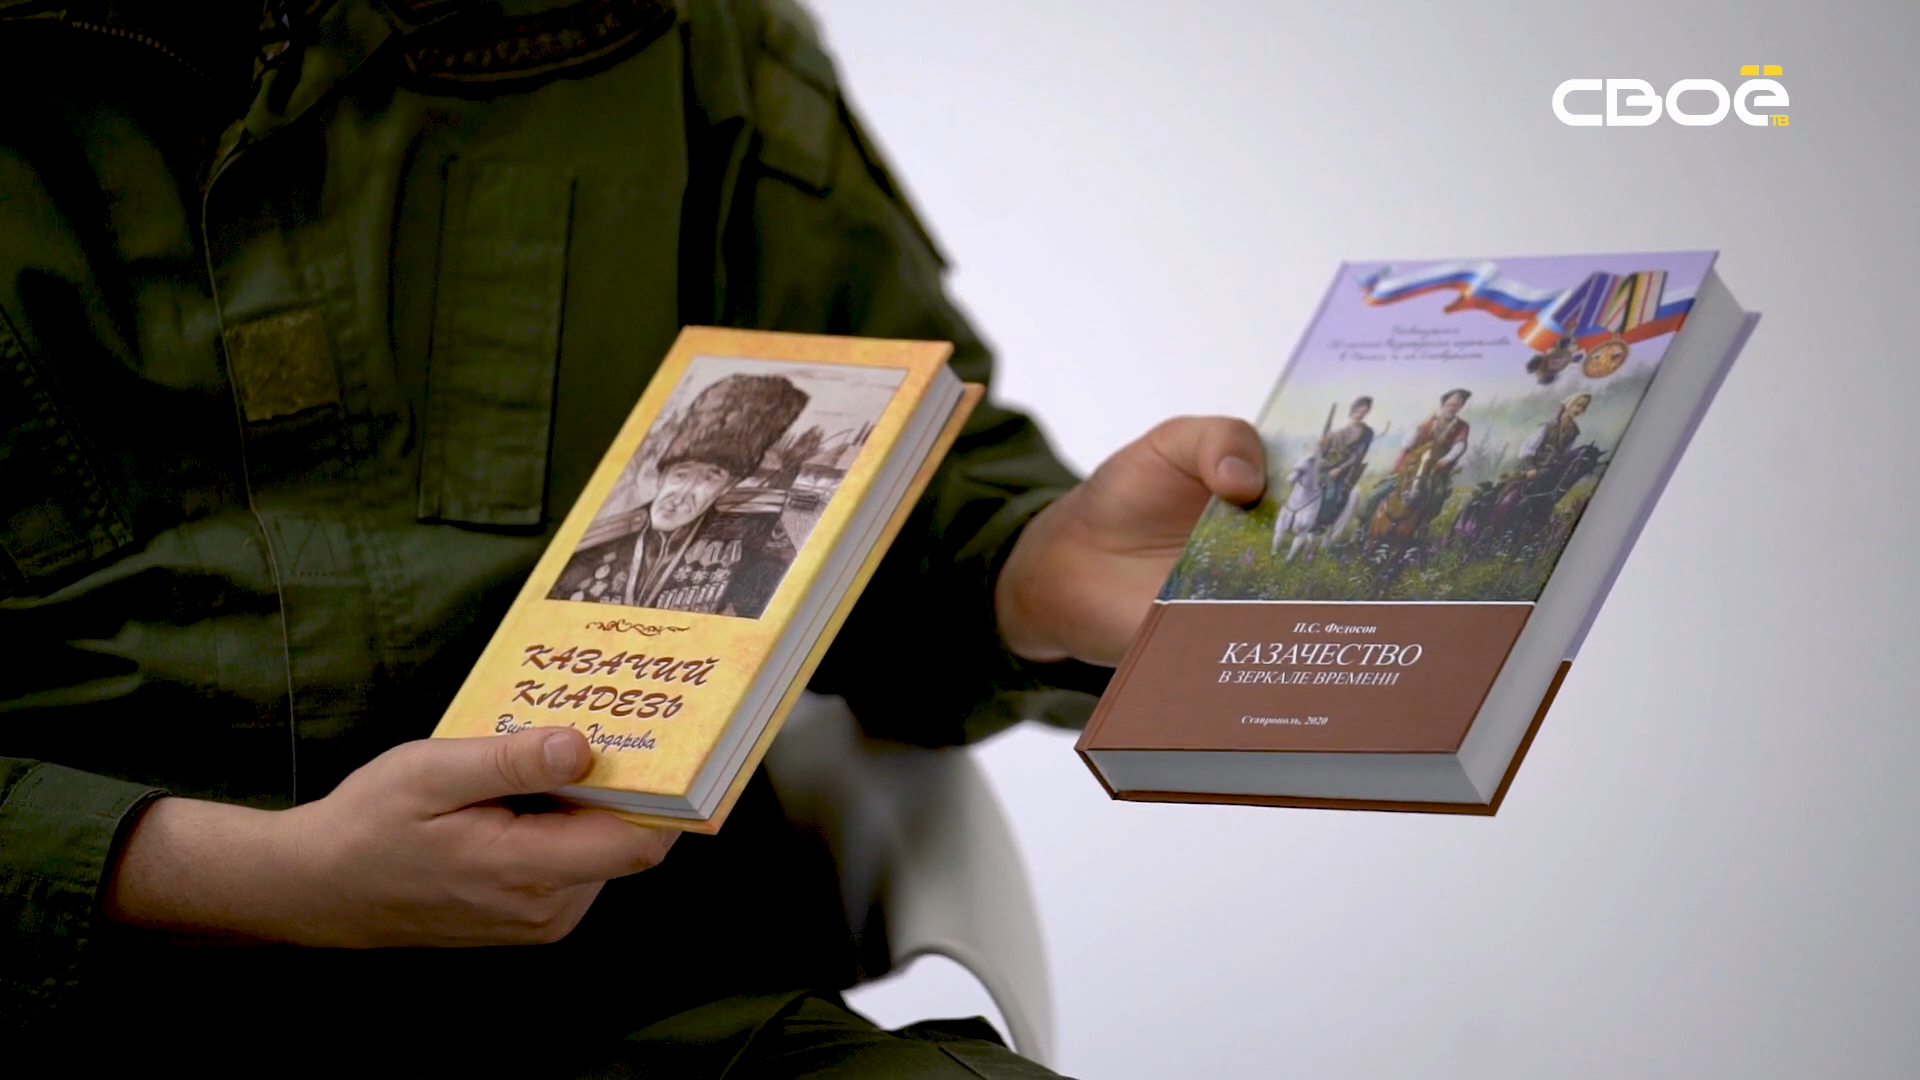 СВОЁ
ТВ
КАЗАЧИЙ
КЛАДЕЗЬ
Ходарева
П.С. Федосов
КАЗАЧЕСТВО
В ЗЕРКАЛЕ ВРЕМЕНИ
Ставрополь, 2020